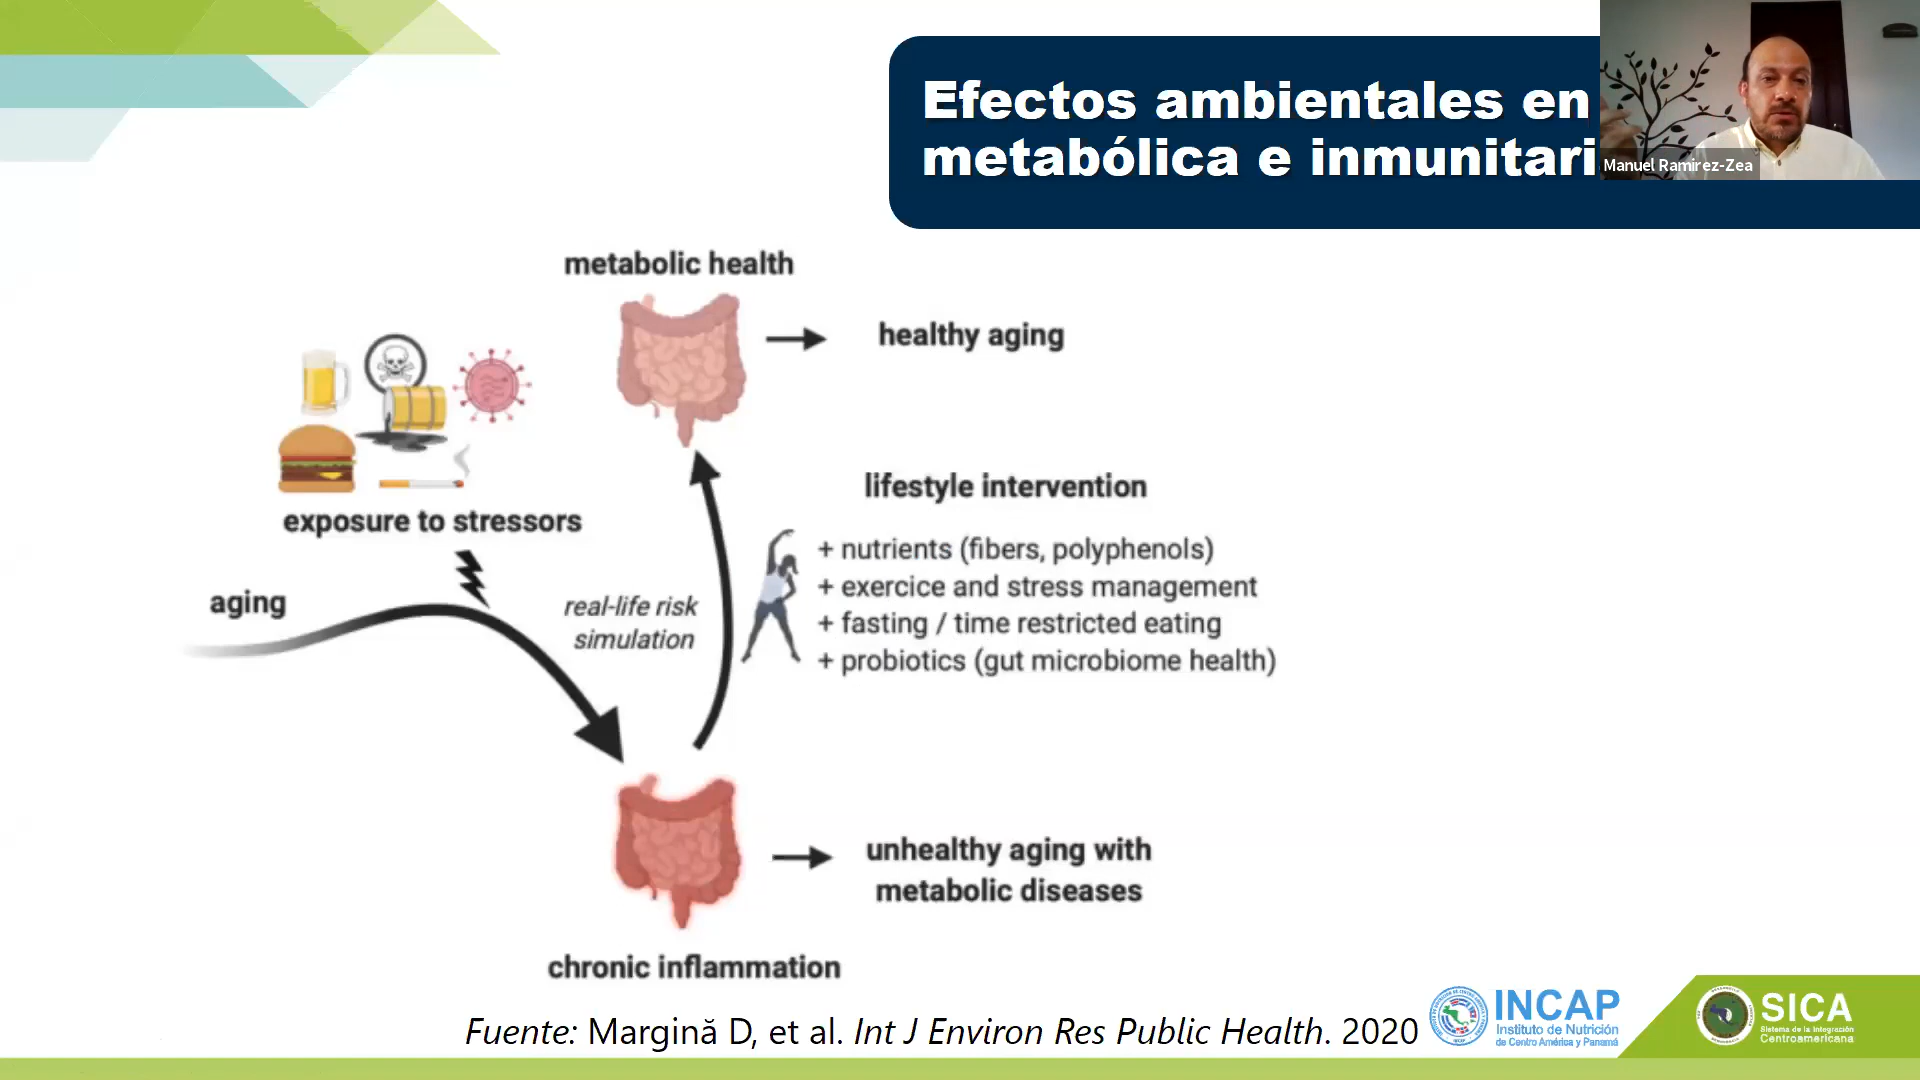 Efectos ambientales en
metabólica e inmunitari
Manuel Ramirez-Zea
metabolic health
healthy aging
exposure to stressors
aging
real-life risk
simulation
lifestyle intervention
+ nutrients (fibers, polyphenols)
+ exercice and stress management
+ fasting / time restricted eating
+ probiotics (gut microbiome health)
unhealthy aging with
metabolic diseases
chronic inflammation
Fuente: Margină D, et al. Int J Environ Res Public Health. 2020
INCAP
Instituto de Nutrición
de Centro América y Panamá
SICA
Sistema de la Integración
Centroamericana